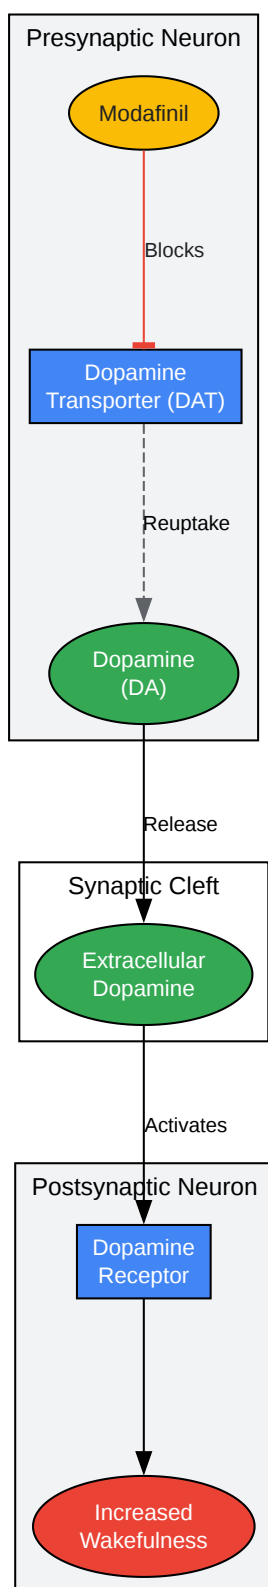 Presynaptic Neuron
Modafinil
Blocks
Dopamine
Transporter (DAT)
Reuptake
Dopamine
(DA)
Release
Synaptic Cleft
Extracellular
Dopamine
Activates
Postsynaptic Neuron
Dopamine
Receptor
Increased
Wakefulness